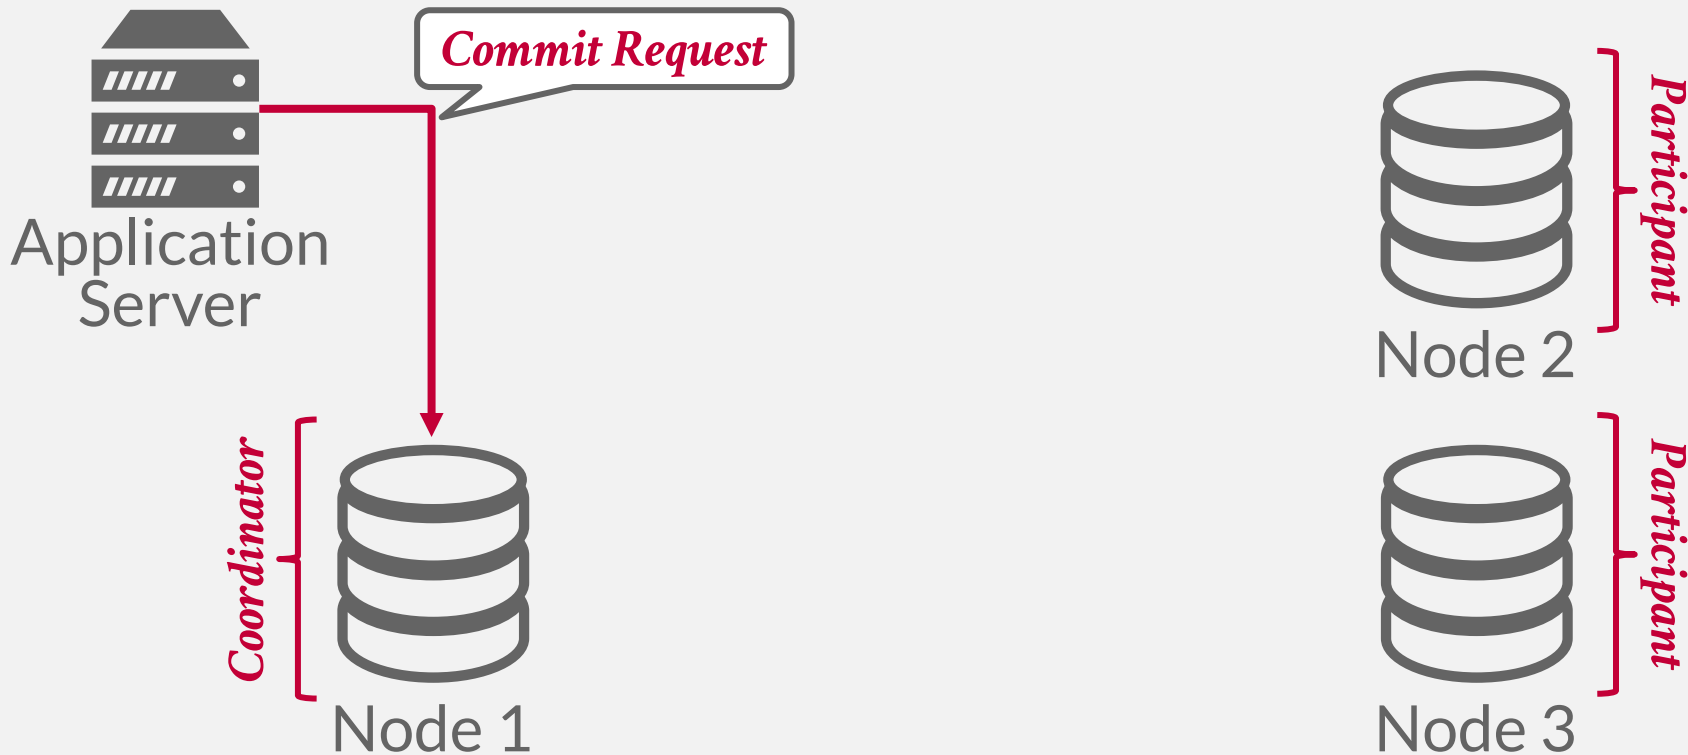 Commit Request
Application
Server
Participant
Node 2
Coordinator
Node 1
Participant
Node 3